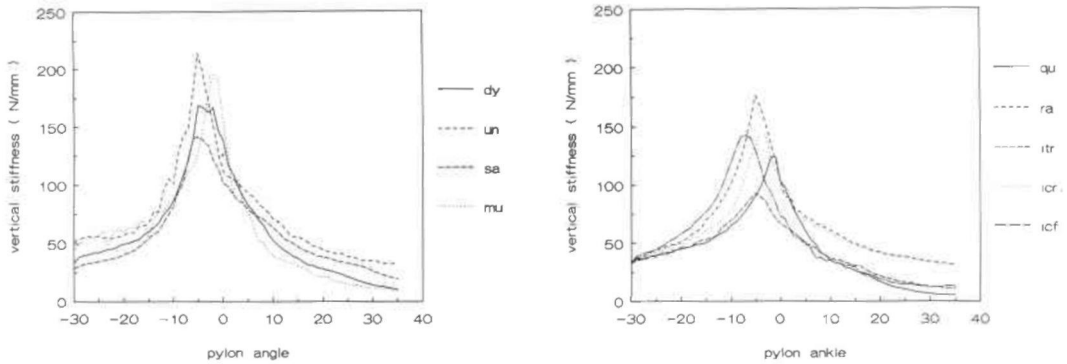 250
200
150
100
50
0
vertical stiffness ( N/mm )
-30 -20 -10 0 10 20 30 40
pylon angle
dy
un
sa
mu
250
200
150
100
50
0
vertical stiffness ( N/mm )
-30 -20 -10 0 10 20 30 40
pylon ankle
qu
ra
itr
icr
icf